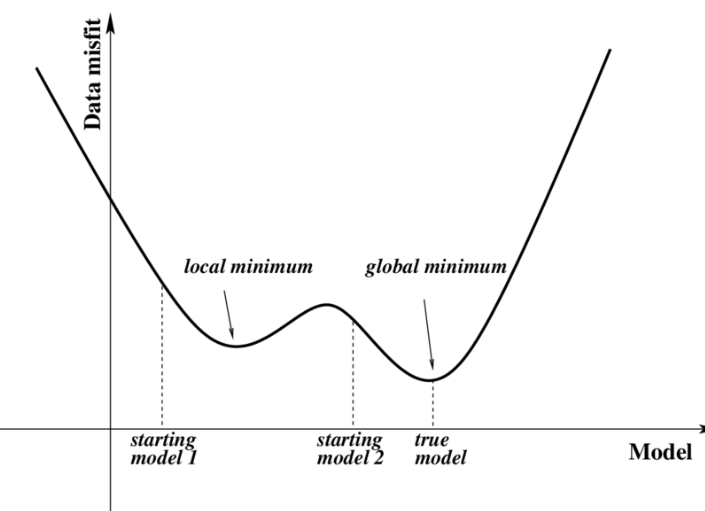 Data misfit
local minimum
global minimum
starting
model 1
starting
model 2
true
model
Model